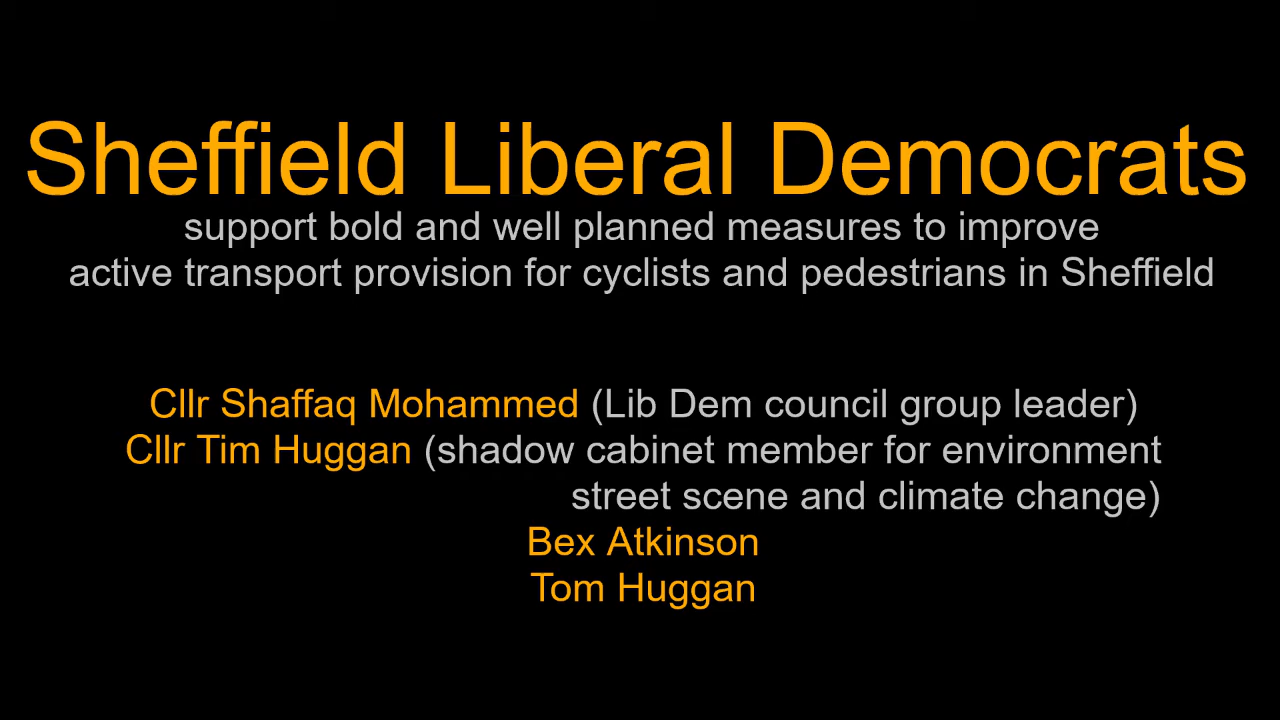 Sheffield Liberal Democrats
support bold and well planned measures to improve
active transport provision for cyclists and pedestrians in Sheffield
Cllr Shaffaq Mohammed (Lib Dem council group leader)
Cllr Tim Huggan (shadow cabinet member for environment
street scene and climate change)
Bex Atkinson
Tom Huggan